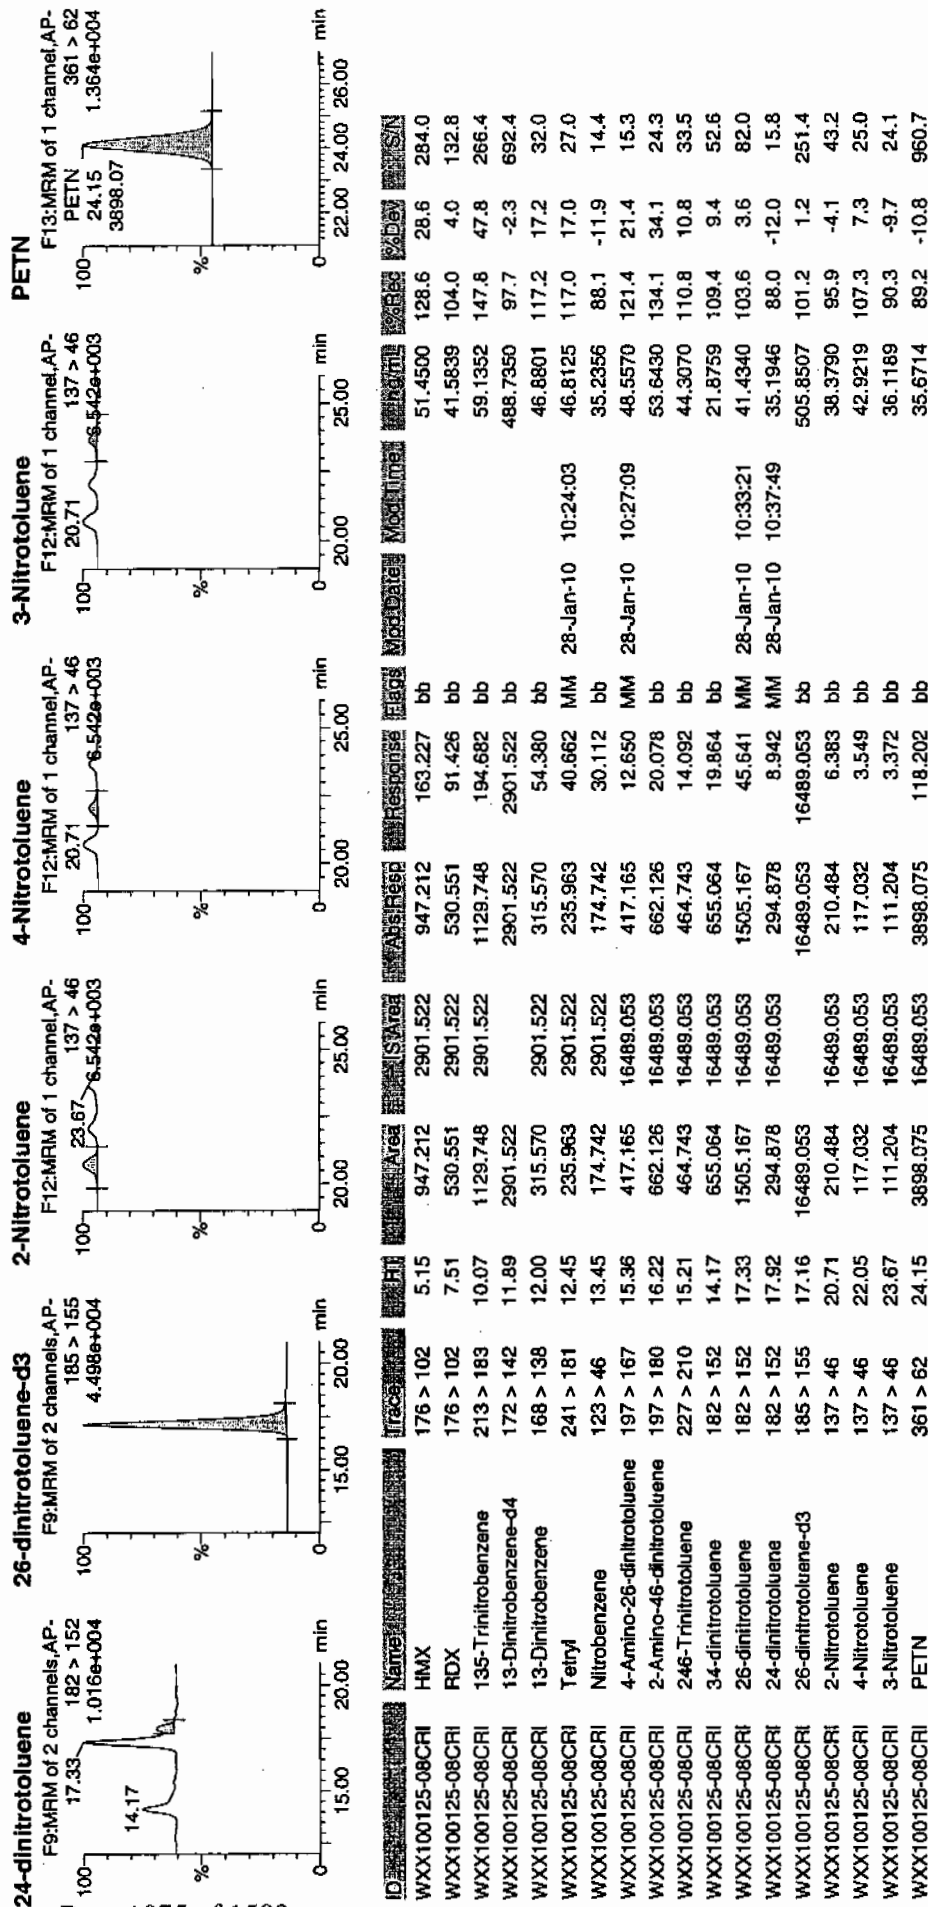 24-dinitrotoluene
F9:MRM of 2 channels,AP-
182 > 152
1.016e+004
17.33
14.17
100
%
0
15.00
20.00
min
26-dinitrotoluene-d3
F9:MRM of 2 channels,AP-
185 > 155
4.498e+004
100
%
0
15.00
20.00
min
2-Nitrotoluene
F12:MRM of 1 channel,AP-
137 > 46
6.542e+003
23.67
100
%
0
20.00
25.00
min
4-Nitrotoluene
F12:MRM of 1 channel,AP-
137 > 46
6.542e+003
20.71
100
%
0
20.00
25.00
min
3-Nitrotoluene
F12:MRM of 1 channel,AP-
137 > 46
6.542e+003
20.71
100
%
0
20.00
25.00
min
PETN
F13:MRM of 1 channel,AP-
361 > 62
1.364e+004
PETN
24.15
3898.07
100
%
0
22.00
24.00
26.00
min
ID Name Trace RT Area IS Area Abs Resp Response Flags Mod Date Mod Time ng/mL %Rec %Dev S/N
WXX100125-08CRI HMX 176 > 102 5.15 947.212 2901.522 947.212 163.227 bb 51.4500 128.6 28.6 284.0
WXX100125-08CRI RDX 176 > 102 7.51 530.551 2901.522 530.551 91.426 bb 41.5839 104.0 4.0 132.8
WXX100125-08CRI 135-Trinitrobenzene 213 > 183 10.07 1129.748 2901.522 1129.748 194.682 bb 59.1352 147.8 47.8 266.4
WXX100125-08CRI 13-Dinitrobenzene-d4 172 > 142 11.89 2901.522 2901.522 2901.522 bb 488.7350 97.7 -2.3 692.4
WXX100125-08CRI 13-Dinitrobenzene 168 > 138 12.00 315.570 2901.522 315.570 54.380 bb 46.8801 117.2 17.2 32.0
WXX100125-08CRI Tetryl 241 > 181 12.45 235.963 2901.522 235.963 40.662 MM 28-Jan-10 10:24:03 46.8125 117.0 17.0 27.0
WXX100125-08CRI Nitrobenzene 123 > 46 13.45 174.742 2901.522 174.742 30.112 bb 35.2356 88.1 -11.9 14.4
WXX100125-08CRI 4-Amino-26-dinitrotoluene 197 > 167 15.36 417.165 16489.053 417.165 12.650 MM 28-Jan-10 10:27:09 48.5570 121.4 21.4 15.3
WXX100125-08CRI 2-Amino-46-dinitrotoluene 197 > 180 16.22 662.126 16489.053 662.126 20.078 bb 53.6430 134.1 34.1 24.3
WXX100125-08CRI 246-Trinitrotoluene 227 > 210 15.21 464.743 16489.053 464.743 14.092 bb 44.3070 110.8 10.8 33.5
WXX100125-08CRI 34-dinitrotoluene 182 > 152 14.17 655.064 16489.053 655.064 19.864 bb 21.8759 109.4 9.4 52.6
WXX100125-08CRI 26-dinitrotoluene 182 > 152 17.33 1505.167 16489.053 1505.167 45.641 MM 28-Jan-10 10:33:21 41.4340 103.6 3.6 82.0
WXX100125-08CRI 24-dinitrotoluene 182 > 152 17.92 294.878 16489.053 294.878 8.942 MM 28-Jan-10 10:37:49 35.1946 88.0 -12.0 15.8
WXX100125-08CRI 26-dinitrotoluene-d3 185 > 155 17.16 16489.053 16489.053 16489.053 bb 505.8507 101.2 1.2 251.4
WXX100125-08CRI 2-Nitrotoluene 137 > 46 20.71 210.484 16489.053 210.484 6.383 bb 38.3790 95.9 -4.1 43.2
WXX100125-08CRI 4-Nitrotoluene 137 > 46 22.05 117.032 16489.053 117.032 3.549 bb 42.9219 107.3 7.3 25.0
WXX100125-08CRI 3-Nitrotoluene 137 > 46 23.67 111.204 16489.053 111.204 3.372 bb 36.1189 90.3 -9.7 24.1
WXX100125-08CRI PETN 361 > 62 24.15 3898.075 16489.053 3898.075 118.202 bb 35.6714 89.2 -10.8 960.7